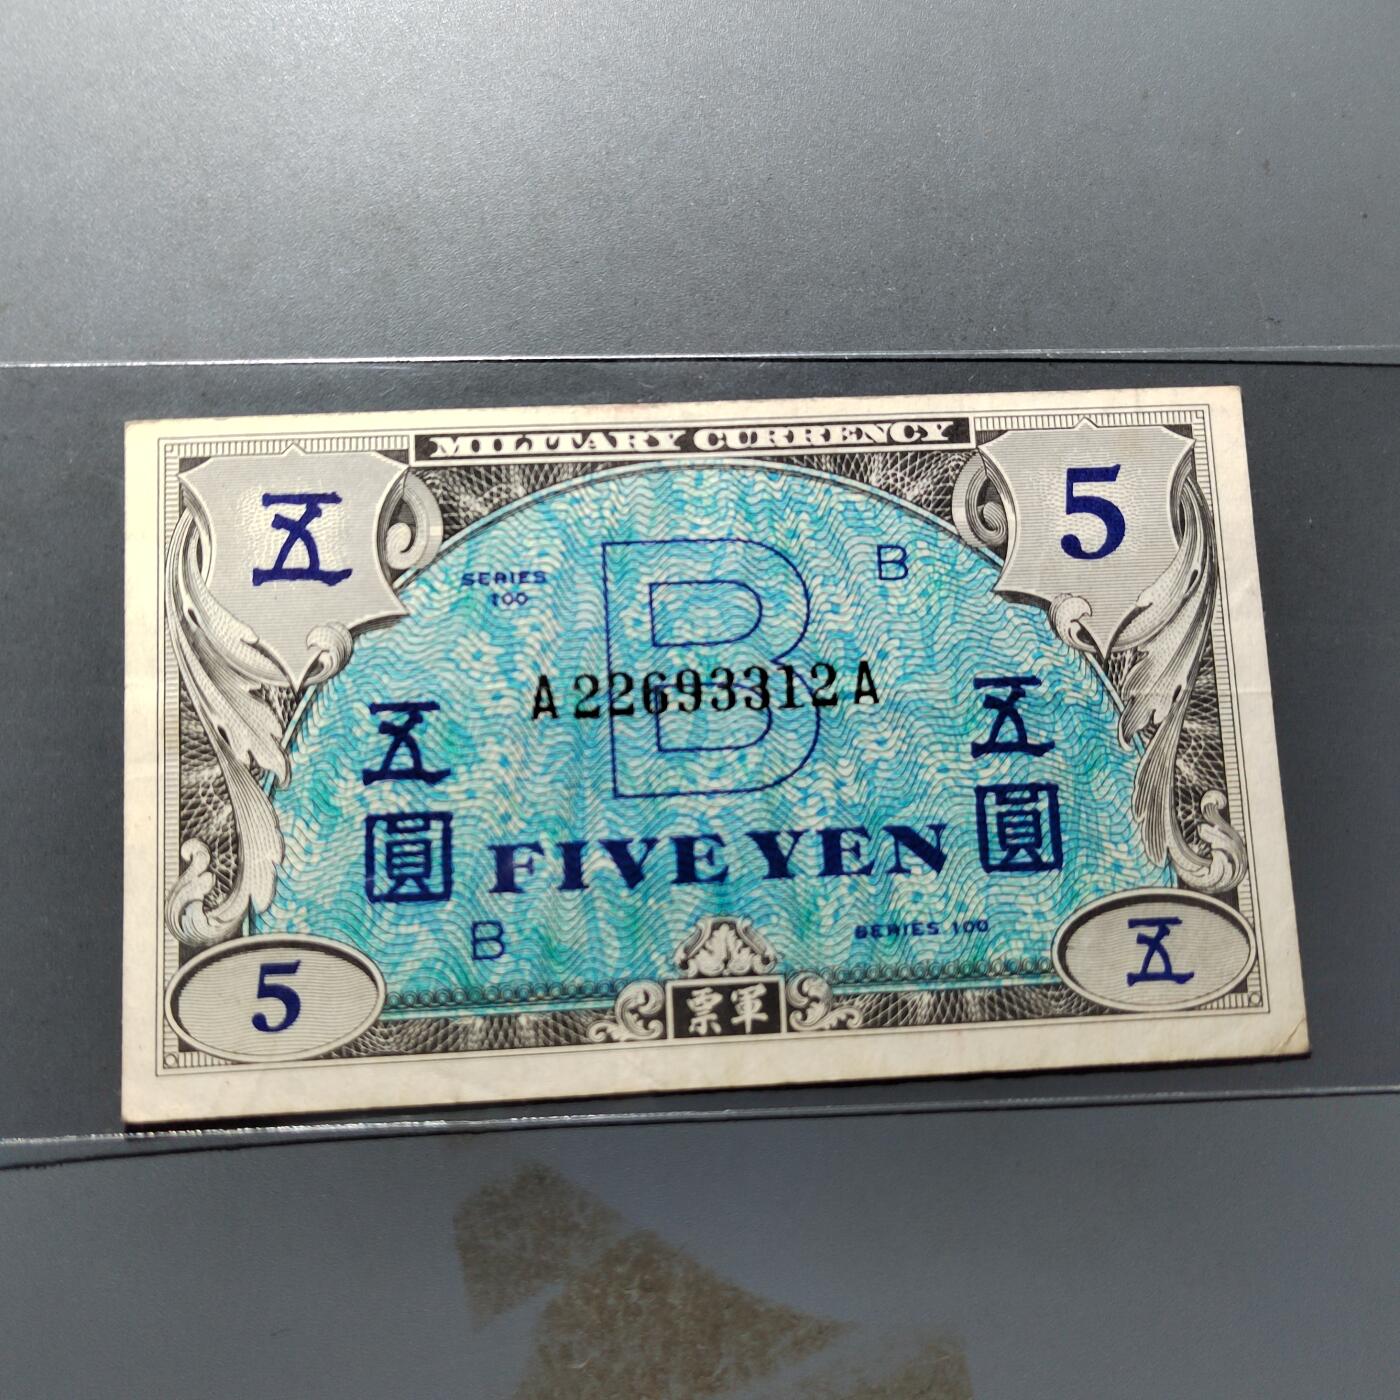 MILITARY CURRENCY
五
5
SERIES
100
B
B
A22693312A
五
圓
五
圓
FIVE YEN
B
SERIES 100
5
票軍
五